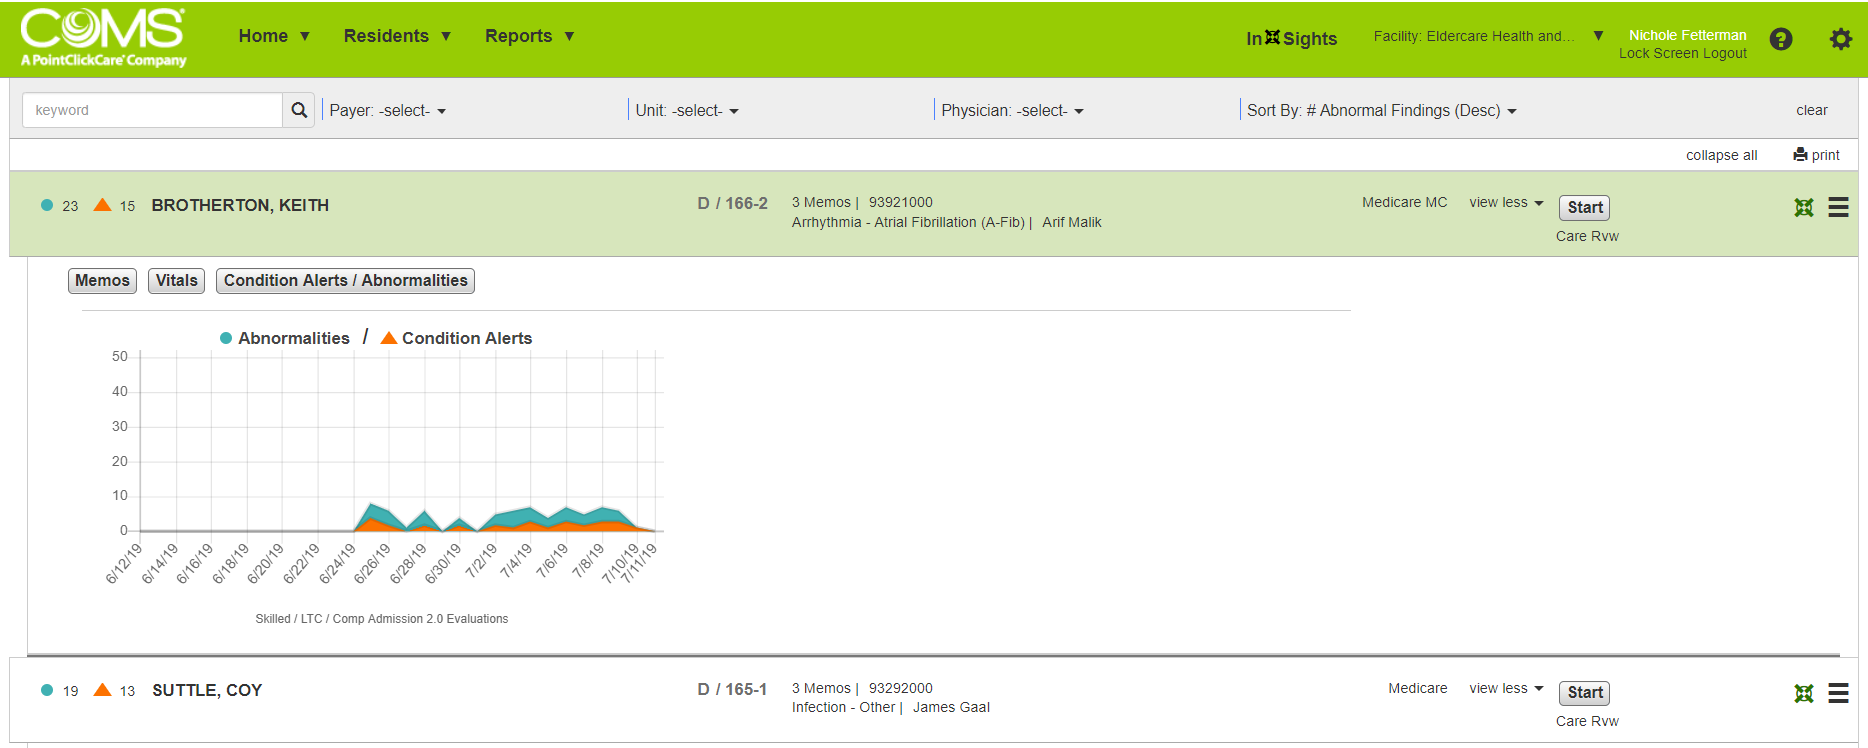 COMS
A PointClickCare® Company
Home ▼ Residents ▼ Reports ▼
In Sights
Facility: Eldercare Health and... ▼
Nichole Fetterman
Lock Screen Logout
keyword
Payer: -select-
Unit: -select-
Physician: -select-
Sort By: # Abnormal Findings (Desc)
clear
collapse all
print
23 15 BROTHERTON, KEITH
D / 166-2
3 Memos | 93921000
Arrhythmia - Atrial Fibrillation (A-Fib) | Arif Malik
Medicare MC
view less
Start
Care Rvw
Memos Vitals Condition Alerts / Abnormalities
Abnormalities / Condition Alerts
50
40
30
20
10
0
6/12/19 6/14/19 6/16/19 6/18/19 6/20/19 6/22/19 6/24/19 6/26/19 6/28/19 6/30/19 7/2/19 7/4/19 7/6/19 7/8/19 7/10/19 7/11/19
Skilled / LTC / Comp Admission 2.0 Evaluations
19 13 SUTTLE, COY
D / 165-1
3 Memos | 93292000
Infection - Other | James Gaal
Medicare
view less
Start
Care Rvw